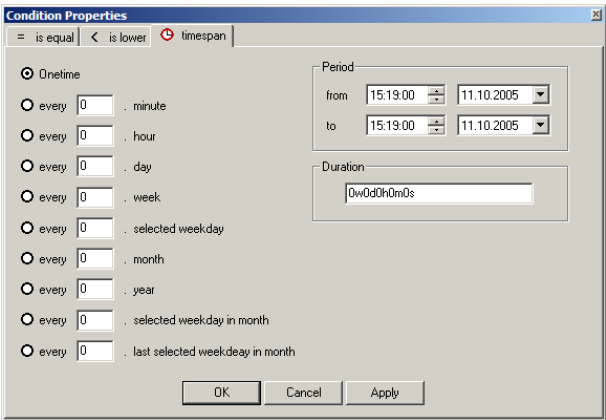 Condition Properties
= is equal < is lower timespan
Onetime
every 0 . minute
every 0 . hour
every 0 . day
every 0 . week
every 0 . selected weekday
every 0 . month
every 0 . year
every 0 . selected weekday in month
every 0 . last selected weekdeay in month
Period
from 15:19:00 11.10.2005
to 15:19:00 11.10.2005
Duration
0w0d0h0m0s
OK Cancel Apply